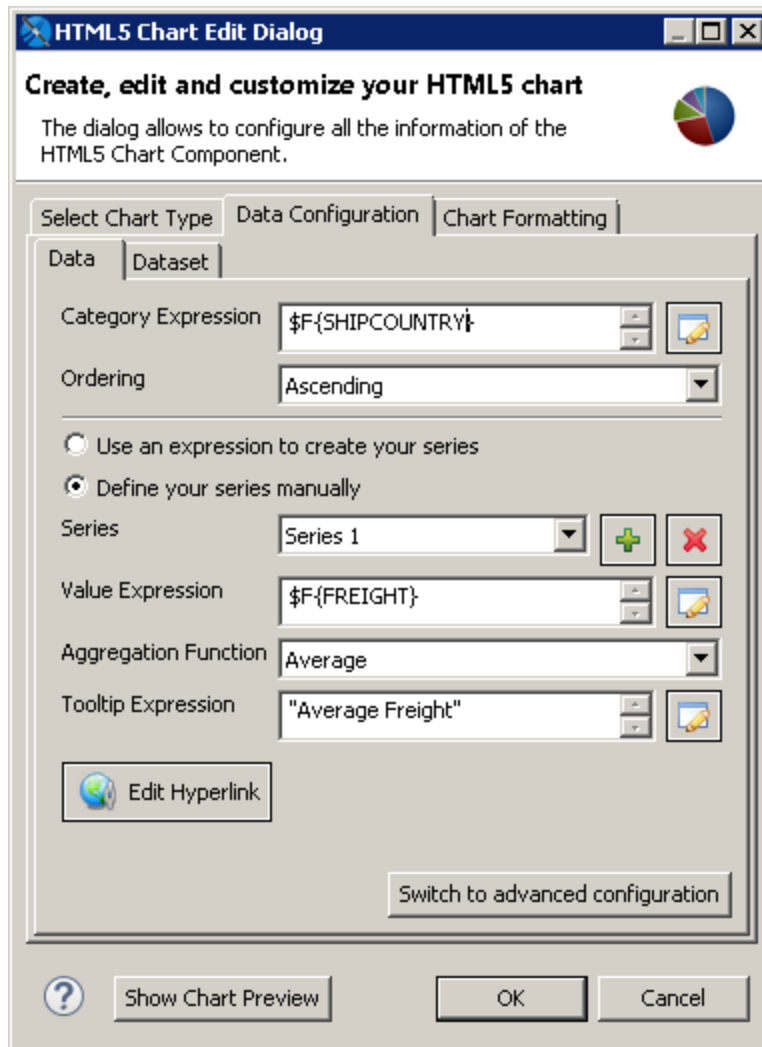 HTML5 Chart Edit Dialog
Create, edit and customize your HTML5 chart
The dialog allows to configure all the information of the
HTML5 Chart Component.
Select Chart Type Data Configuration Chart Formatting
Data Dataset
Category Expression $F{SHIPCOUNTRY}
Ordering Ascending
Use an expression to create your series
Define your series manually
Series Series 1
Value Expression $F{FREIGHT}
Aggregation Function Average
Tooltip Expression "Average Freight"
Edit Hyperlink
Switch to advanced configuration
? Show Chart Preview OK Cancel